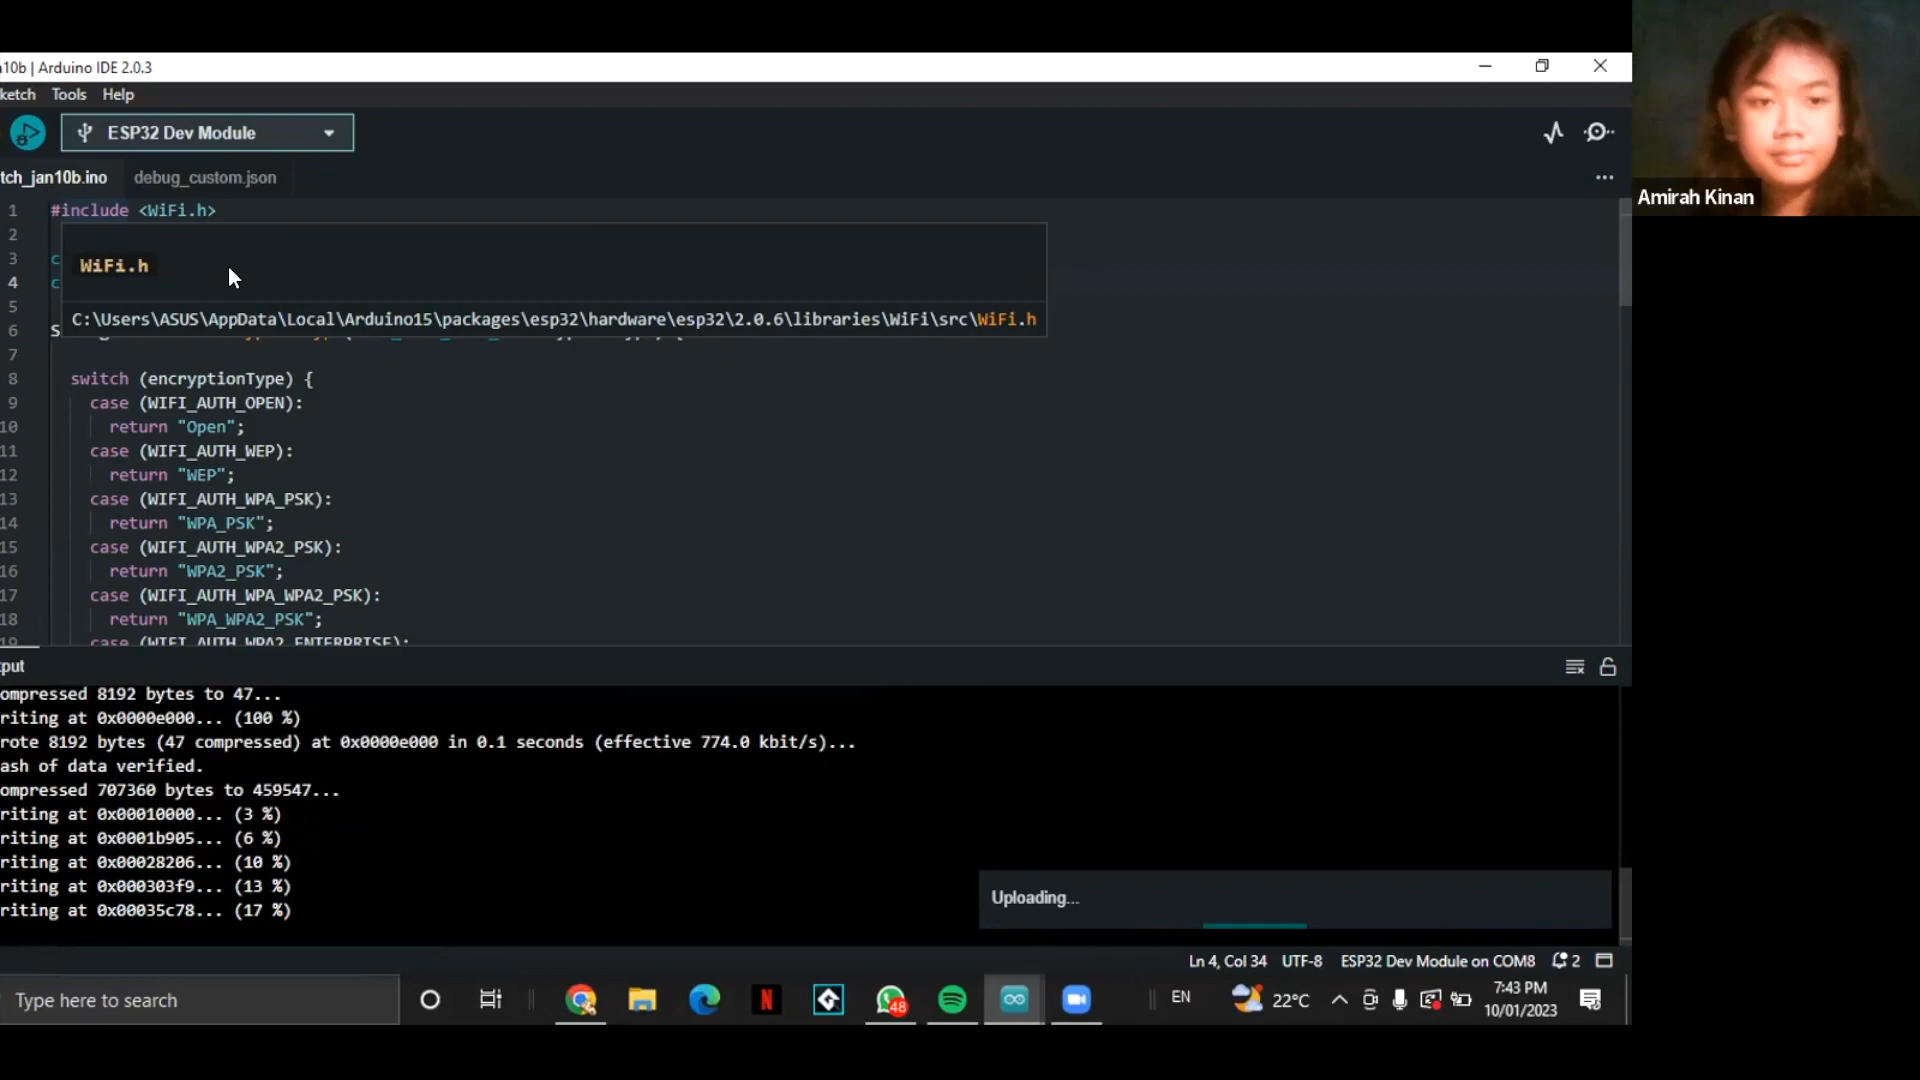 10b | Arduino IDE 2.0.3
ketch Tools Help
ESP32 Dev Module
tch_jan10b.ino debug_custom.json
1 #include <WiFi.h>
2
3 c
4 c
5
6 S
WiFi.h
C:\Users\ASUS\AppData\Local\Arduino15\packages\esp32\hardware\esp32\2.0.6\libraries\WiFi\src\WiFi.h
7
8 switch (encryptionType) {
9 case (WIFI_AUTH_OPEN):
10 return "Open";
11 case (WIFI_AUTH_WEP):
12 return "WEP";
13 case (WIFI_AUTH_WPA_PSK):
14 return "WPA_PSK";
15 case (WIFI_AUTH_WPA2_PSK):
16 return "WPA2_PSK";
17 case (WIFI_AUTH_WPA_WPA2_PSK):
18 return "WPA_WPA2_PSK";
19 case (WIFI_AUTH_WPA2_ENTERPRISE):
put
ompressed 8192 bytes to 47...
riting at 0x0000e000... (100 %)
rote 8192 bytes (47 compressed) at 0x0000e000 in 0.1 seconds (effective 774.0 kbit/s)...
ash of data verified.
ompressed 707360 bytes to 459547...
riting at 0x00010000... (3 %)
riting at 0x0001b905... (6 %)
riting at 0x00028206... (10 %)
riting at 0x000303f9... (13 %)
riting at 0x00035c78... (17 %)
Uploading...
Ln 4, Col 34 UTF-8 ESP32 Dev Module on COM8 2
Type here to search
N
48
EN
22°C
7:43 PM
10/01/2023
Amirah Kinan